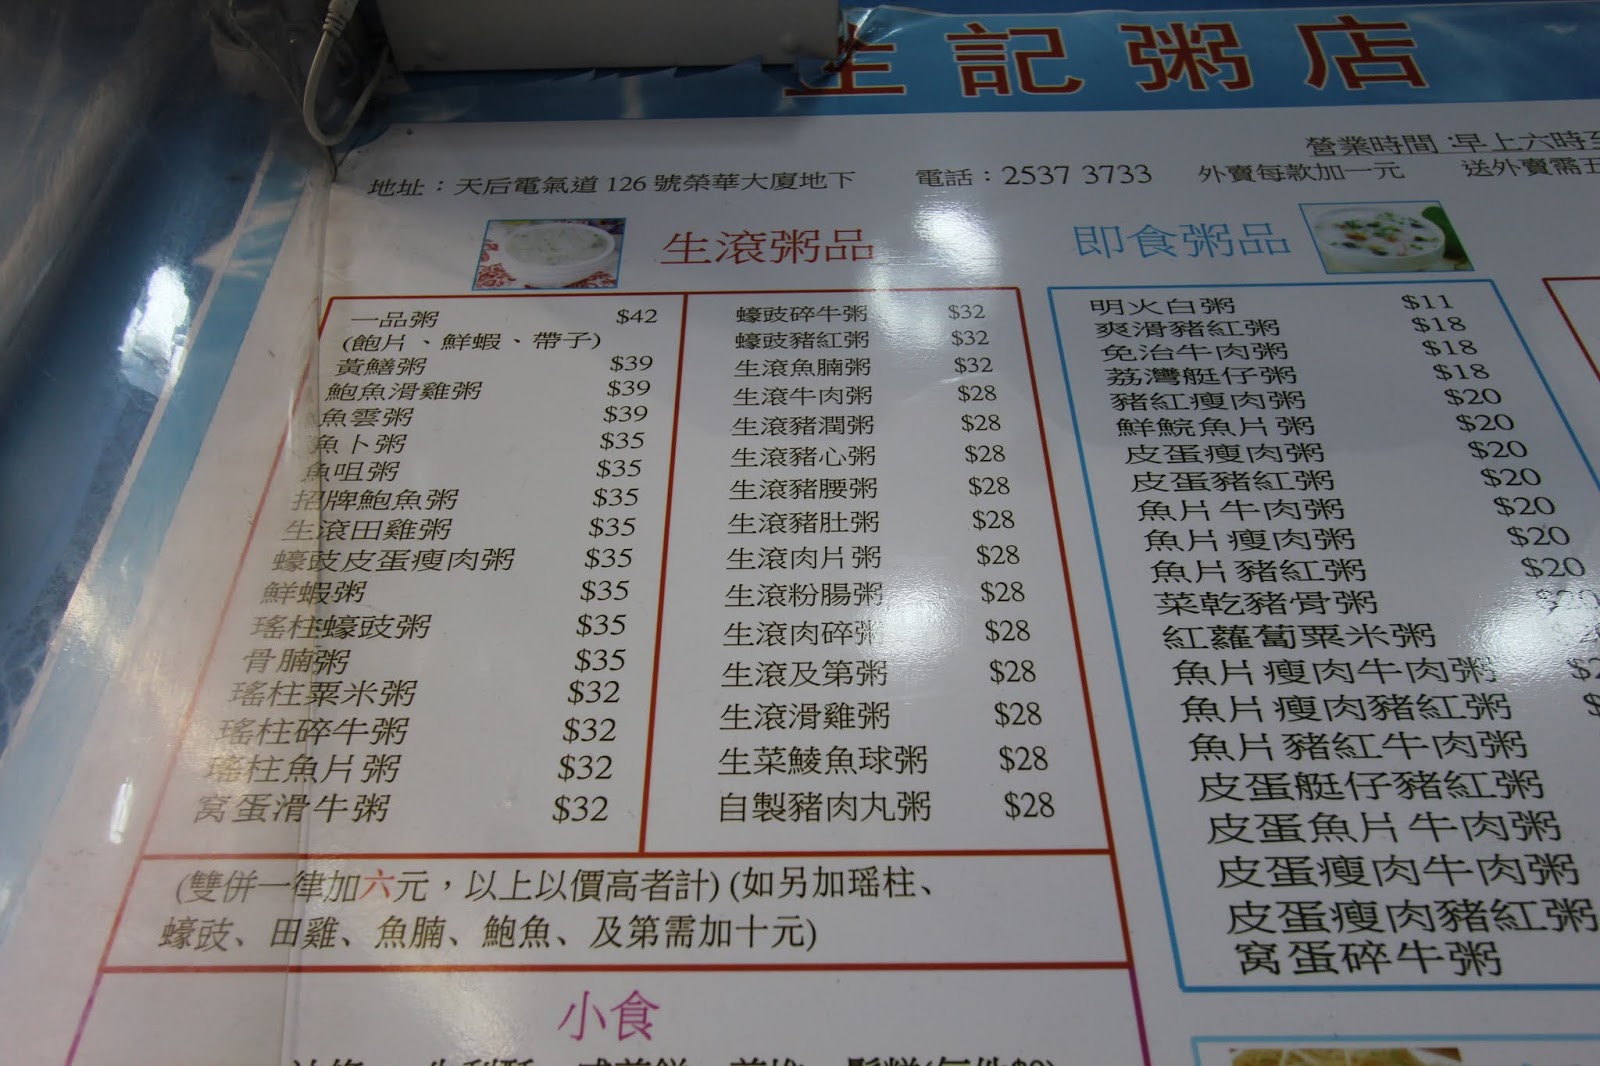 記粥店
營業時間：早上六時至
地址：天后電氣道 126 號榮華大廈地下
電話：2537 3733
外賣每款加一元
送外賣需五
生滾粥品
一品粥 $42
(鮑片、鮮蝦、帶子)
黃鱔粥 $39
鮑魚滑雞粥 $39
魚雲粥 $39
魚卜粥 $35
魚咀粥 $35
招牌鮑魚粥 $35
生滾田雞粥 $35
蠔豉皮蛋瘦肉粥 $35
鮮蝦粥 $35
瑤柱蠔豉粥 $35
骨腩粥 $35
瑤柱粟米粥 $32
瑤柱碎牛粥 $32
瑤柱魚片粥 $32
窩蛋滑牛粥 $32
蠔豉碎牛粥 $32
蠔豉豬紅粥 $32
生滾魚腩粥 $32
生滾牛肉粥 $28
生滾豬潤粥 $28
生滾豬心粥 $28
生滾豬腰粥 $28
生滾豬肚粥 $28
生滾肉片粥 $28
生滾粉腸粥 $28
生滾肉碎粥 $28
生滾及第粥 $28
生滾滑雞粥 $28
生菜鯪魚球粥 $28
自製豬肉丸粥 $28
(雙併一律加六元，以上以價高者計) (如另加瑤柱、
蠔豉、田雞、魚腩、鮑魚、及第需加十元)
即食粥品
明火白粥 $11
爽滑豬紅粥 $18
免治牛肉粥 $18
荔灣艇仔粥 $18
豬紅瘦肉粥 $20
鮮鯇魚片粥 $20
皮蛋瘦肉粥 $20
皮蛋豬紅粥 $20
魚片牛肉粥 $20
魚片瘦肉粥 $20
魚片豬紅粥 $20
菜乾豬骨粥
紅蘿蔔粟米粥
魚片瘦肉牛肉粥
魚片瘦肉豬紅粥
魚片豬紅牛肉粥
皮蛋艇仔豬紅粥
皮蛋魚片牛肉粥
皮蛋瘦肉牛肉粥
皮蛋瘦肉豬紅粥
窩蛋碎牛粥
小食